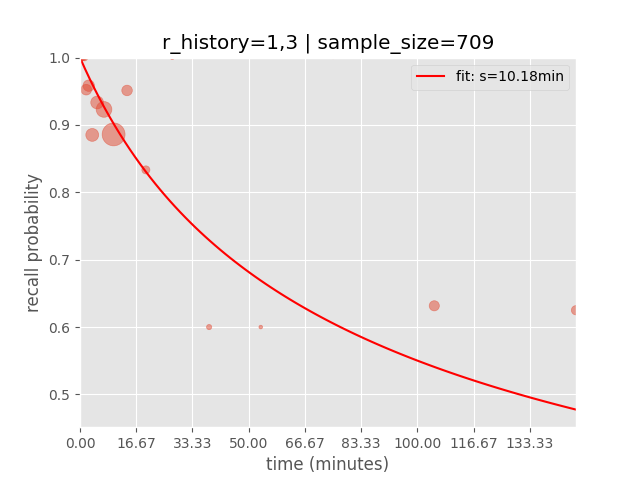 r_history=1,3 | sample_size=709
fit: s=10.18min
1.0
0.9
0.8
0.7
0.6
0.5
recall probability
0.00 16.67 33.33 50.00 66.67 83.33 100.00 116.67 133.33
time (minutes)